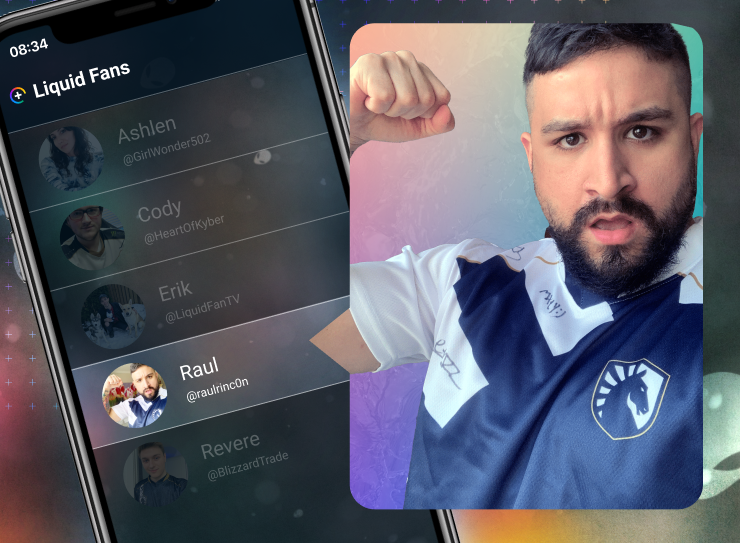 08:34
Liquid Fans
Ashlen
@GirlWonder502
Cody
@HeartOfKyber
Erik
@LiquidFanTV
Raul
@raulrinc0n
Revere
@BlizzardTrade